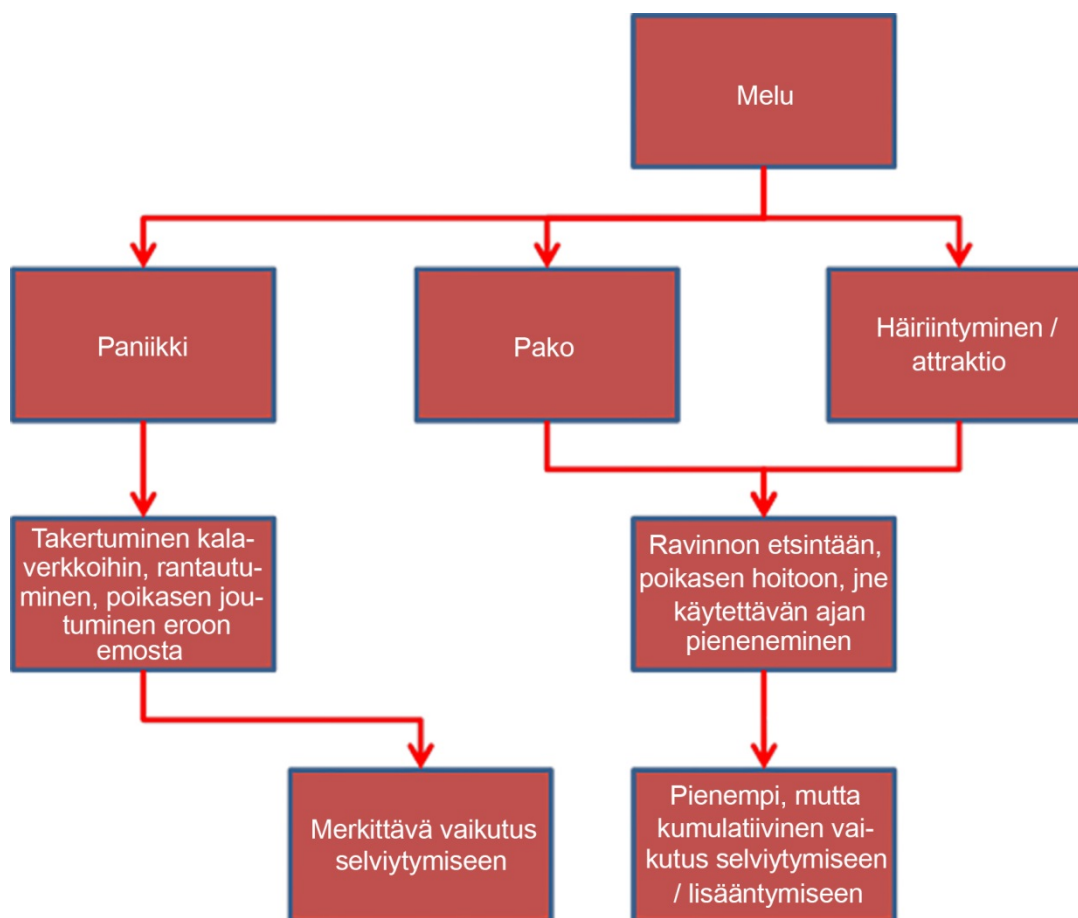 Melu
Paniikki
Pako
Häiriintyminen /
attraktio
Takertuminen kala-
verkkoihin, rantautu-
minen, poikasen jou-
tuminen eroon
emosta
Ravinnon etsintään,
poikasen hoitoon, jne
käytettävän ajan
pieneneminen
Merkittävä vaikutus
selviytymiseen
Pienempi, mutta
kumulatiivinen vai-
kutus selviytymiseen
/ lisääntymiseen